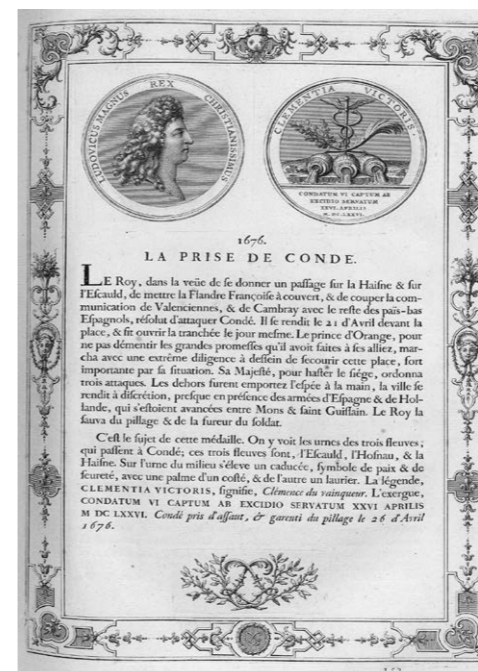 LUDOVICUS MAGNUS REX CHRISTIANISSIMUS
CLEMENTIA VICTORIS.
CONDATUM VI CAPTUM AB
EXCIDIO SERVATUM
XXVI. APRILIS
M. DC. LXXVI.
1676.
LA PRISE DE CONDE.
LE Roy, dans la veüe de se donner un passage sur la Haisne & sur
l'Escauld, de mettre la Flandre Françoise à couvert, & de couper la com-
munication de Valenciennes, & de Cambray avec le reste des païs-bas
Espagnols, résolut d'attaquer Condé. Il se rendit le 21 d'Avril devant la
place, & fit ouvrir la tranchée le jour mesme. Le prince d'Orange, pour
ne pas démentir les grandes promesses qu'il avoit faites à ses alliez, mar-
cha avec une extrème diligence à dessein de secourir cette place, fort
importante par sa situation. Sa Majesté, pour haster le siége, ordonna
trois attaques. Les dehors furent emportez l'espée à la main, la ville se
rendit à discrétion, presque en présence des armées d'Espagne & de Hol-
lande, qui s'estoient avancées entre Mons & saint Guislain. Le Roy la
sauva du pillage & de la fureur du soldat.
C'est le sujet de cette médaille. On y voit les urnes des trois fleuves,
qui passent à Condé; ces trois fleuves sont, l'Escauld, l'Hosnau, & la
Haisne. Sur l'urne du milieu s'éleve un caducée, symbole de paix & de
seureté, avec une palme d'un costé, & de l'autre un laurier. La légende,
CLEMENTIA VICTORIS, signifie, Clémence du vainqueur. L'exergue,
CONDATUM VI CAPTUM AB EXCIDIO SERVATUM XXVI APRILIS
M DC LXXVI. Condé pris d'assaut, & garenti du pillage le 26 d'Avril
1676.